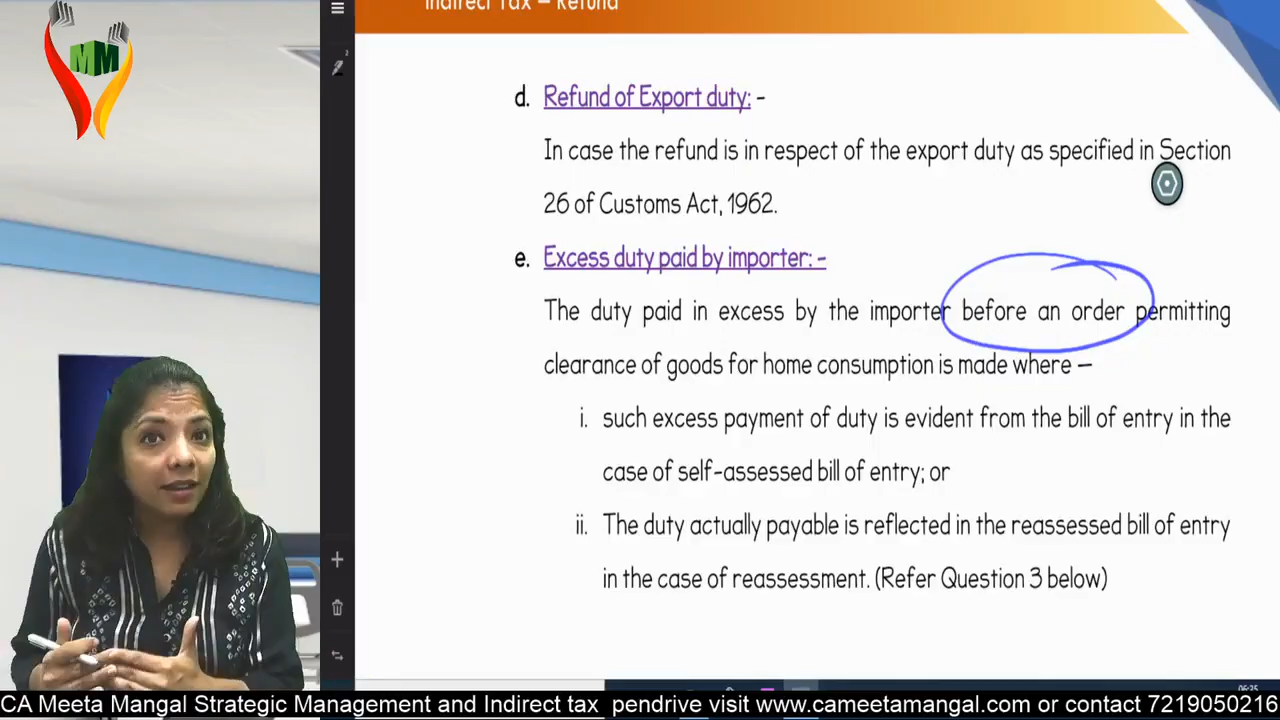 Indirect Tax – Refund
MM
d. Refund of Export duty: -
In case the refund is in respect of the export duty as specified in Section
26 of Customs Act, 1962.
e. Excess duty paid by importer: -
The duty paid in excess by the importer before an order permitting
clearance of goods for home consumption is made where –
i. such excess payment of duty is evident from the bill of entry in the
case of self-assessed bill of entry; or
ii. The duty actually payable is reflected in the reassessed bill of entry
in the case of reassessment. (Refer Question 3 below)
CA Meeta Mangal Strategic Management and Indirect tax pendrive visit www.cameetamangal.com or contact 7219050216